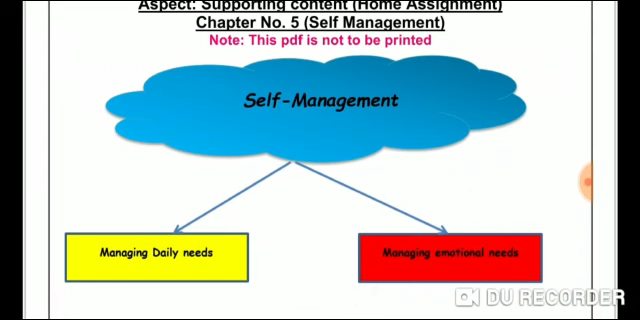 Aspect: Supporting content (Home Assignment)
Chapter No. 5 (Self Management)
Note: This pdf is not to be printed
Self-Management
Managing Daily needs
Managing emotional needs
DU RECORDER